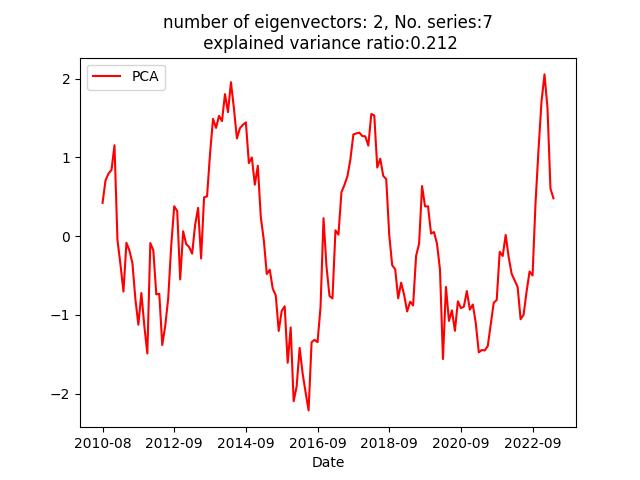 number of eigenvectors: 2, No. series:7
explained variance ratio:0.212
PCA
2
1
0
−1
−2
2010-08 2012-09 2014-09 2016-09 2018-09 2020-09 2022-09
Date